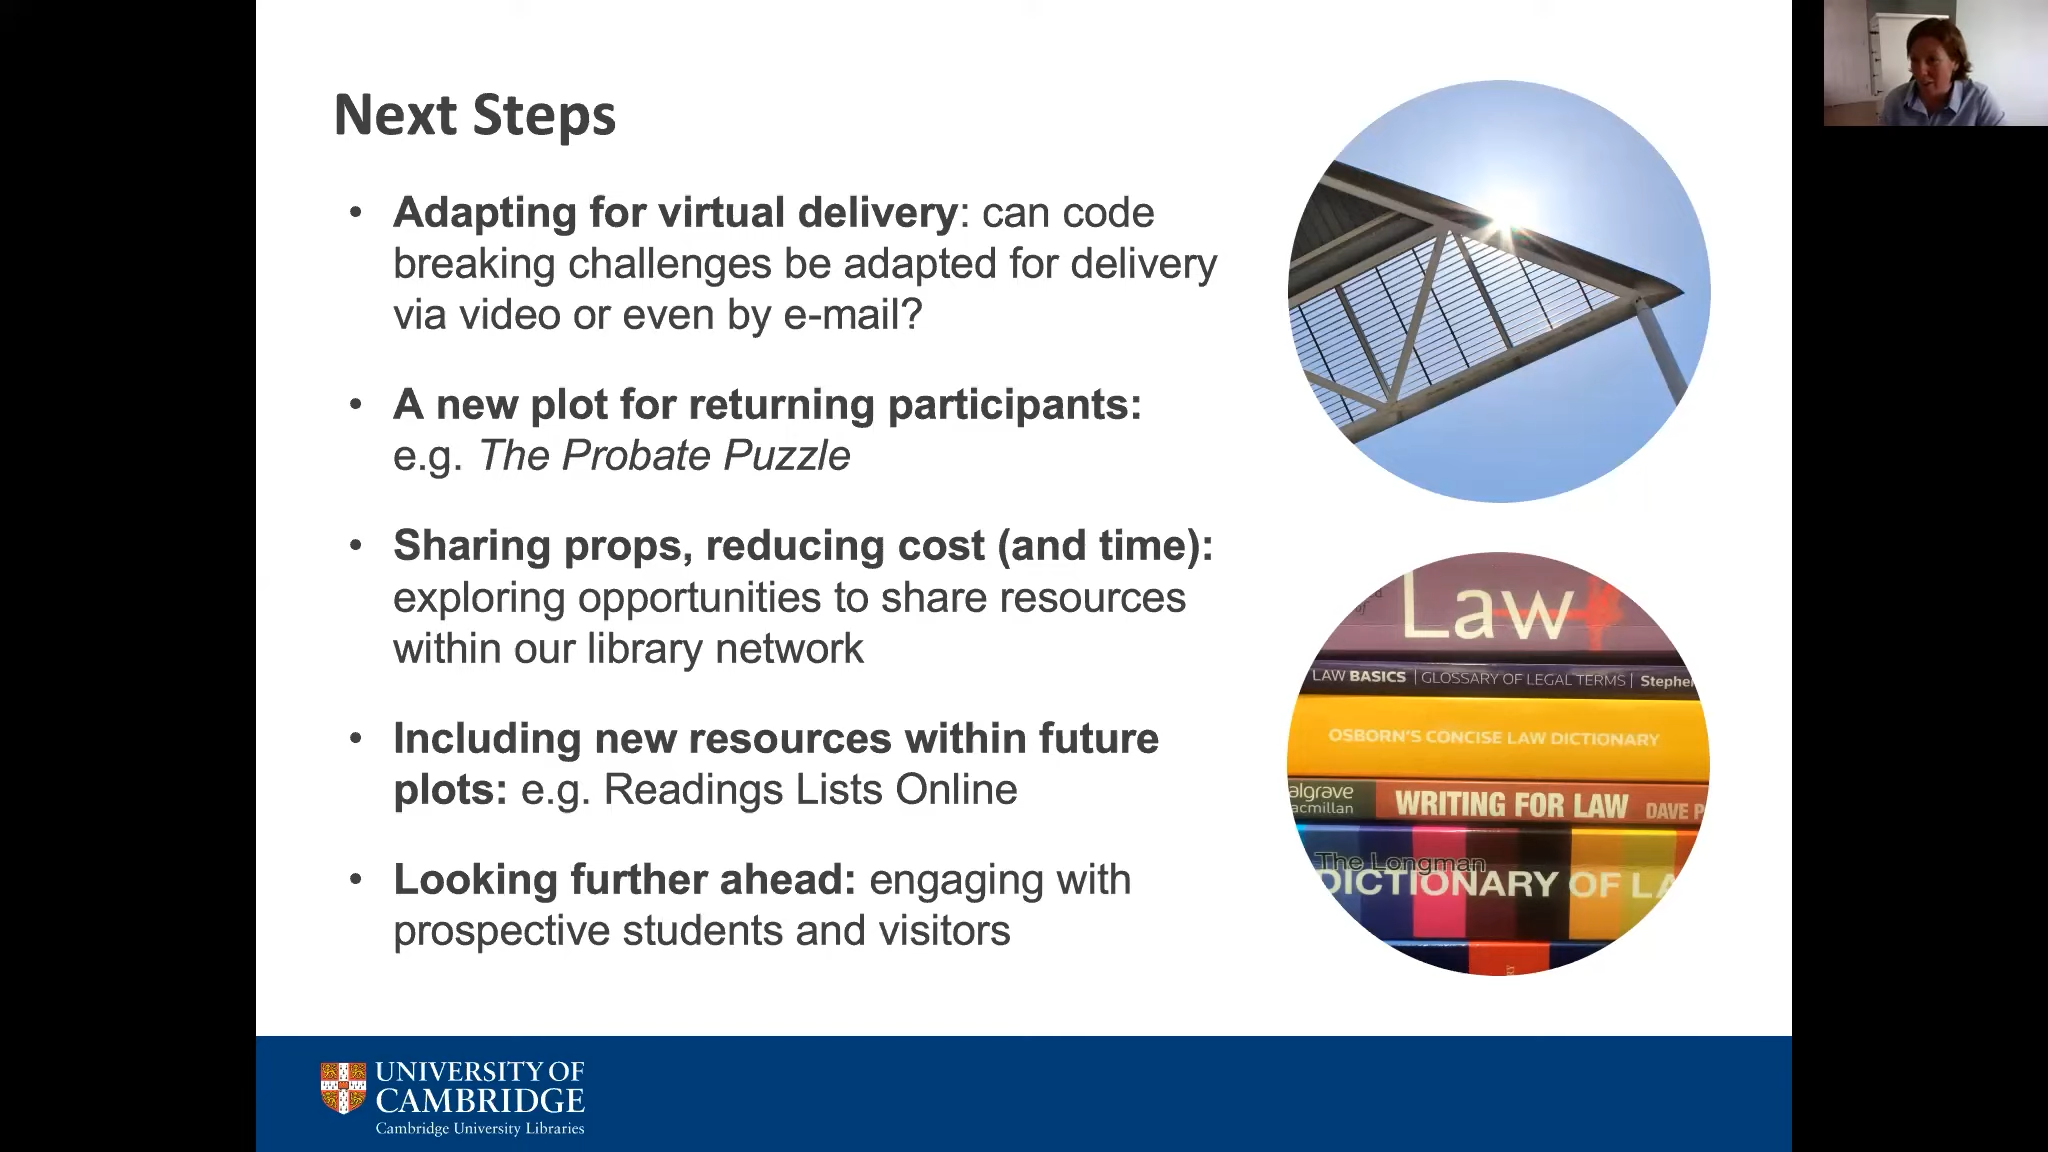 Next Steps
• Adapting for virtual delivery: can code
breaking challenges be adapted for delivery
via video or even by e-mail?
• A new plot for returning participants:
e.g. The Probate Puzzle
• Sharing props, reducing cost (and time):
exploring opportunities to share resources
within our library network
• Including new resources within future
plots: e.g. Readings Lists Online
• Looking further ahead: engaging with
prospective students and visitors
Law
LAW BASICS | GLOSSARY OF LEGAL TERMS | Stephe
OSBORN'S CONCISE LAW DICTIONARY
algrave
acmillan
WRITING FOR LAW DAVE P
The Longman
DICTIONARY OF LA
UNIVERSITY OF
CAMBRIDGE
Cambridge University Libraries